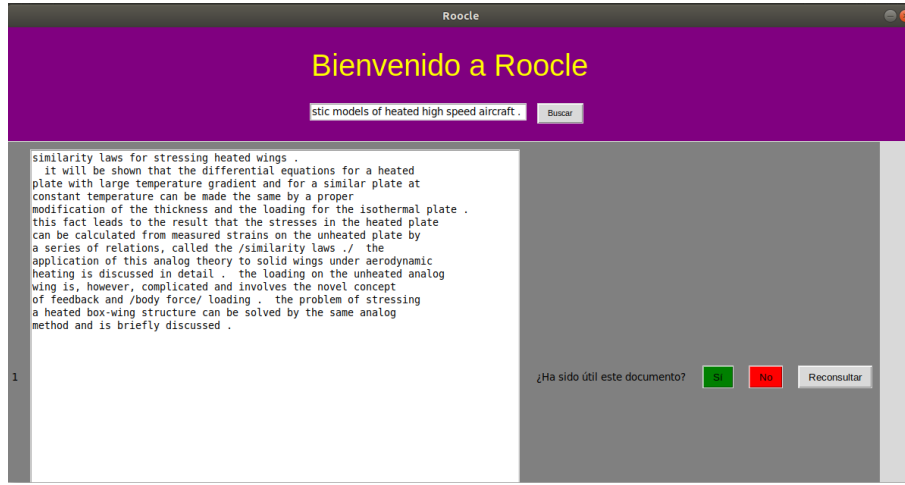 Roocle
Bienvenido a Roocle
stic models of heated high speed aircraft .
Buscar
similarity laws for stressing heated wings .
it will be shown that the differential equations for a heated
plate with large temperature gradient and for a similar plate at
constant temperature can be made the same by a proper
modification of the thickness and the loading for the isothermal plate .
this fact leads to the result that the stresses in the heated plate
can be calculated from measured strains on the unheated plate by
a series of relations, called the /similarity laws ./  the
application of this analog theory to solid wings under aerodynamic
heating is discussed in detail .  the loading on the unheated analog
wing is, however, complicated and involves the novel concept
of feedback and /body force/ loading .  the problem of stressing
a heated box-wing structure can be solved by the same analog
method and is briefly discussed .
1
¿Ha sido útil este documento?
Si
No
Reconsultar